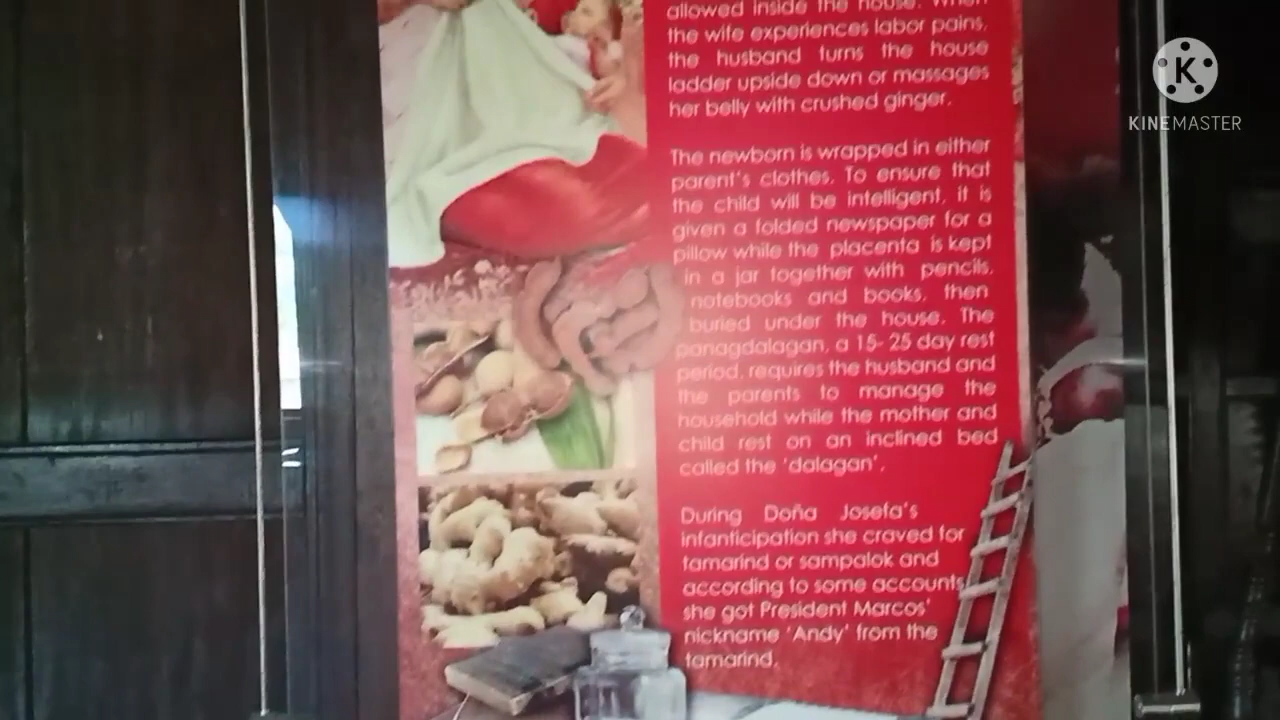 allowed inside the house. When
the wife experiences labor pains,
the husband turns the house
ladder upside down or massages
her belly with crushed ginger.
The newborn is wrapped in either
parent's clothes. To ensure that
the child will be intelligent, it is
given a folded newspaper for a
pillow while the placenta is kept
in a jar together with pencils,
notebooks and books, then
buried under the house. The
panagdalagan, a 15-25 day rest
period, requires the husband and
the parents to manage the
household while the mother and
child rest on an inclined bed
called the 'dalagan'.
During Doña Josefa's
infanticipation she craved for
tamarind or sampalok and
according to some accounts
she got President Marcos'
nickname 'Andy' from the
tamarind.
K
KINEMASTER